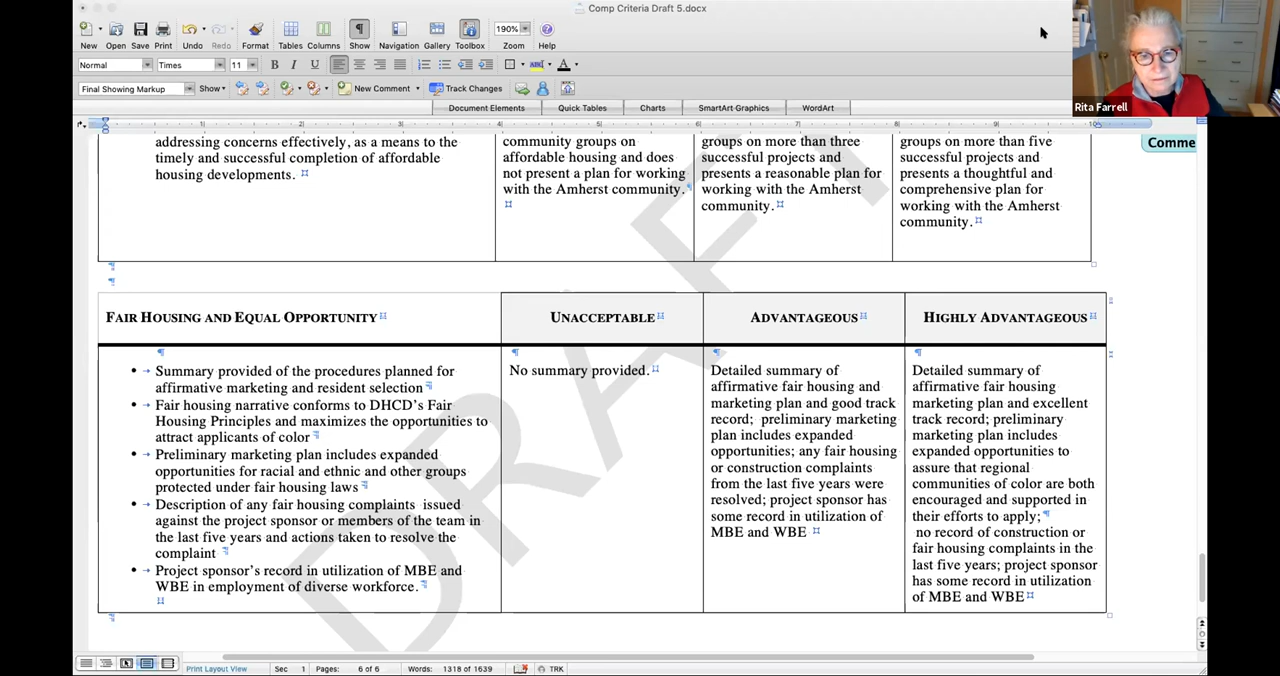 Comp Criteria Draft 5.docx
190%
New Open Save Print Undo Redo Format Tables Columns Show Navigation Gallery Toolbox Zoom Help
Normal Times 11 B I U A
Final Showing Markup Show New Comment Track Changes
Document Elements Quick Tables Charts SmartArt Graphics WordArt
Rita Farrell
1 2 3 4 5 6 7 8 9 10
Comme
addressing concerns effectively, as a means to the
timely and successful completion of affordable
housing developments.
community groups on
affordable housing and does
not present a plan for working
with the Amherst community.
groups on more than three
successful projects and
presents a reasonable plan for
working with the Amherst
community.
groups on more than five
successful projects and
presents a thoughtful and
comprehensive plan for
working with the Amherst
community.
DRAFT
FAIR HOUSING AND EQUAL OPPORTUNITY
UNACCEPTABLE
ADVANTAGEOUS
HIGHLY ADVANTAGEOUS
• Summary provided of the procedures planned for
affirmative marketing and resident selection
• Fair housing narrative conforms to DHCD's Fair
Housing Principles and maximizes the opportunities to
attract applicants of color
• Preliminary marketing plan includes expanded
opportunities for racial and ethnic and other groups
protected under fair housing laws
• Description of any fair housing complaints issued
against the project sponsor or members of the team in
the last five years and actions taken to resolve the
complaint
• Project sponsor's record in utilization of MBE and
WBE in employment of diverse workforce.
No summary provided.
Detailed summary of
affirmative fair housing and
marketing plan and good track
record; preliminary marketing
plan includes expanded
opportunities; any fair housing
or construction complaints
from the last five years were
resolved; project sponsor has
some record in utilization of
MBE and WBE
Detailed summary of
affirmative fair housing
marketing plan and excellent
track record; preliminary
marketing plan includes
expanded opportunities to
assure that regional
communities of color are both
encouraged and supported in
their efforts to apply;
no record of construction or
fair housing complaints in the
last five years; project sponsor
has some record in utilization
of MBE and WBE
Print Layout View Sec 1 Pages: 6 of 6 Words: 1318 of 1639 TRK